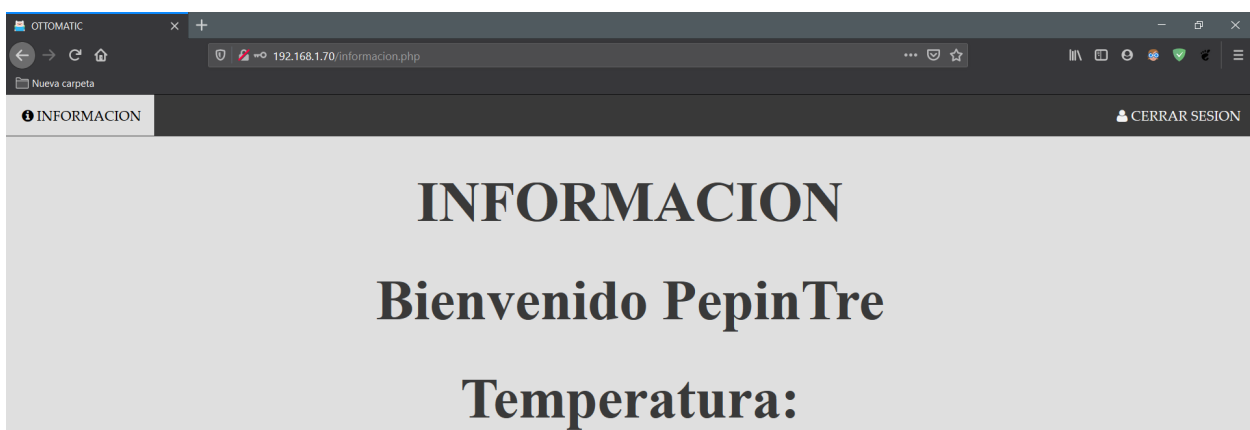 OTTOMATIC
192.168.1.70/informacion.php
Nueva carpeta
INFORMACION
CERRAR SESION
INFORMACION
Bienvenido PepinTre
Temperatura: